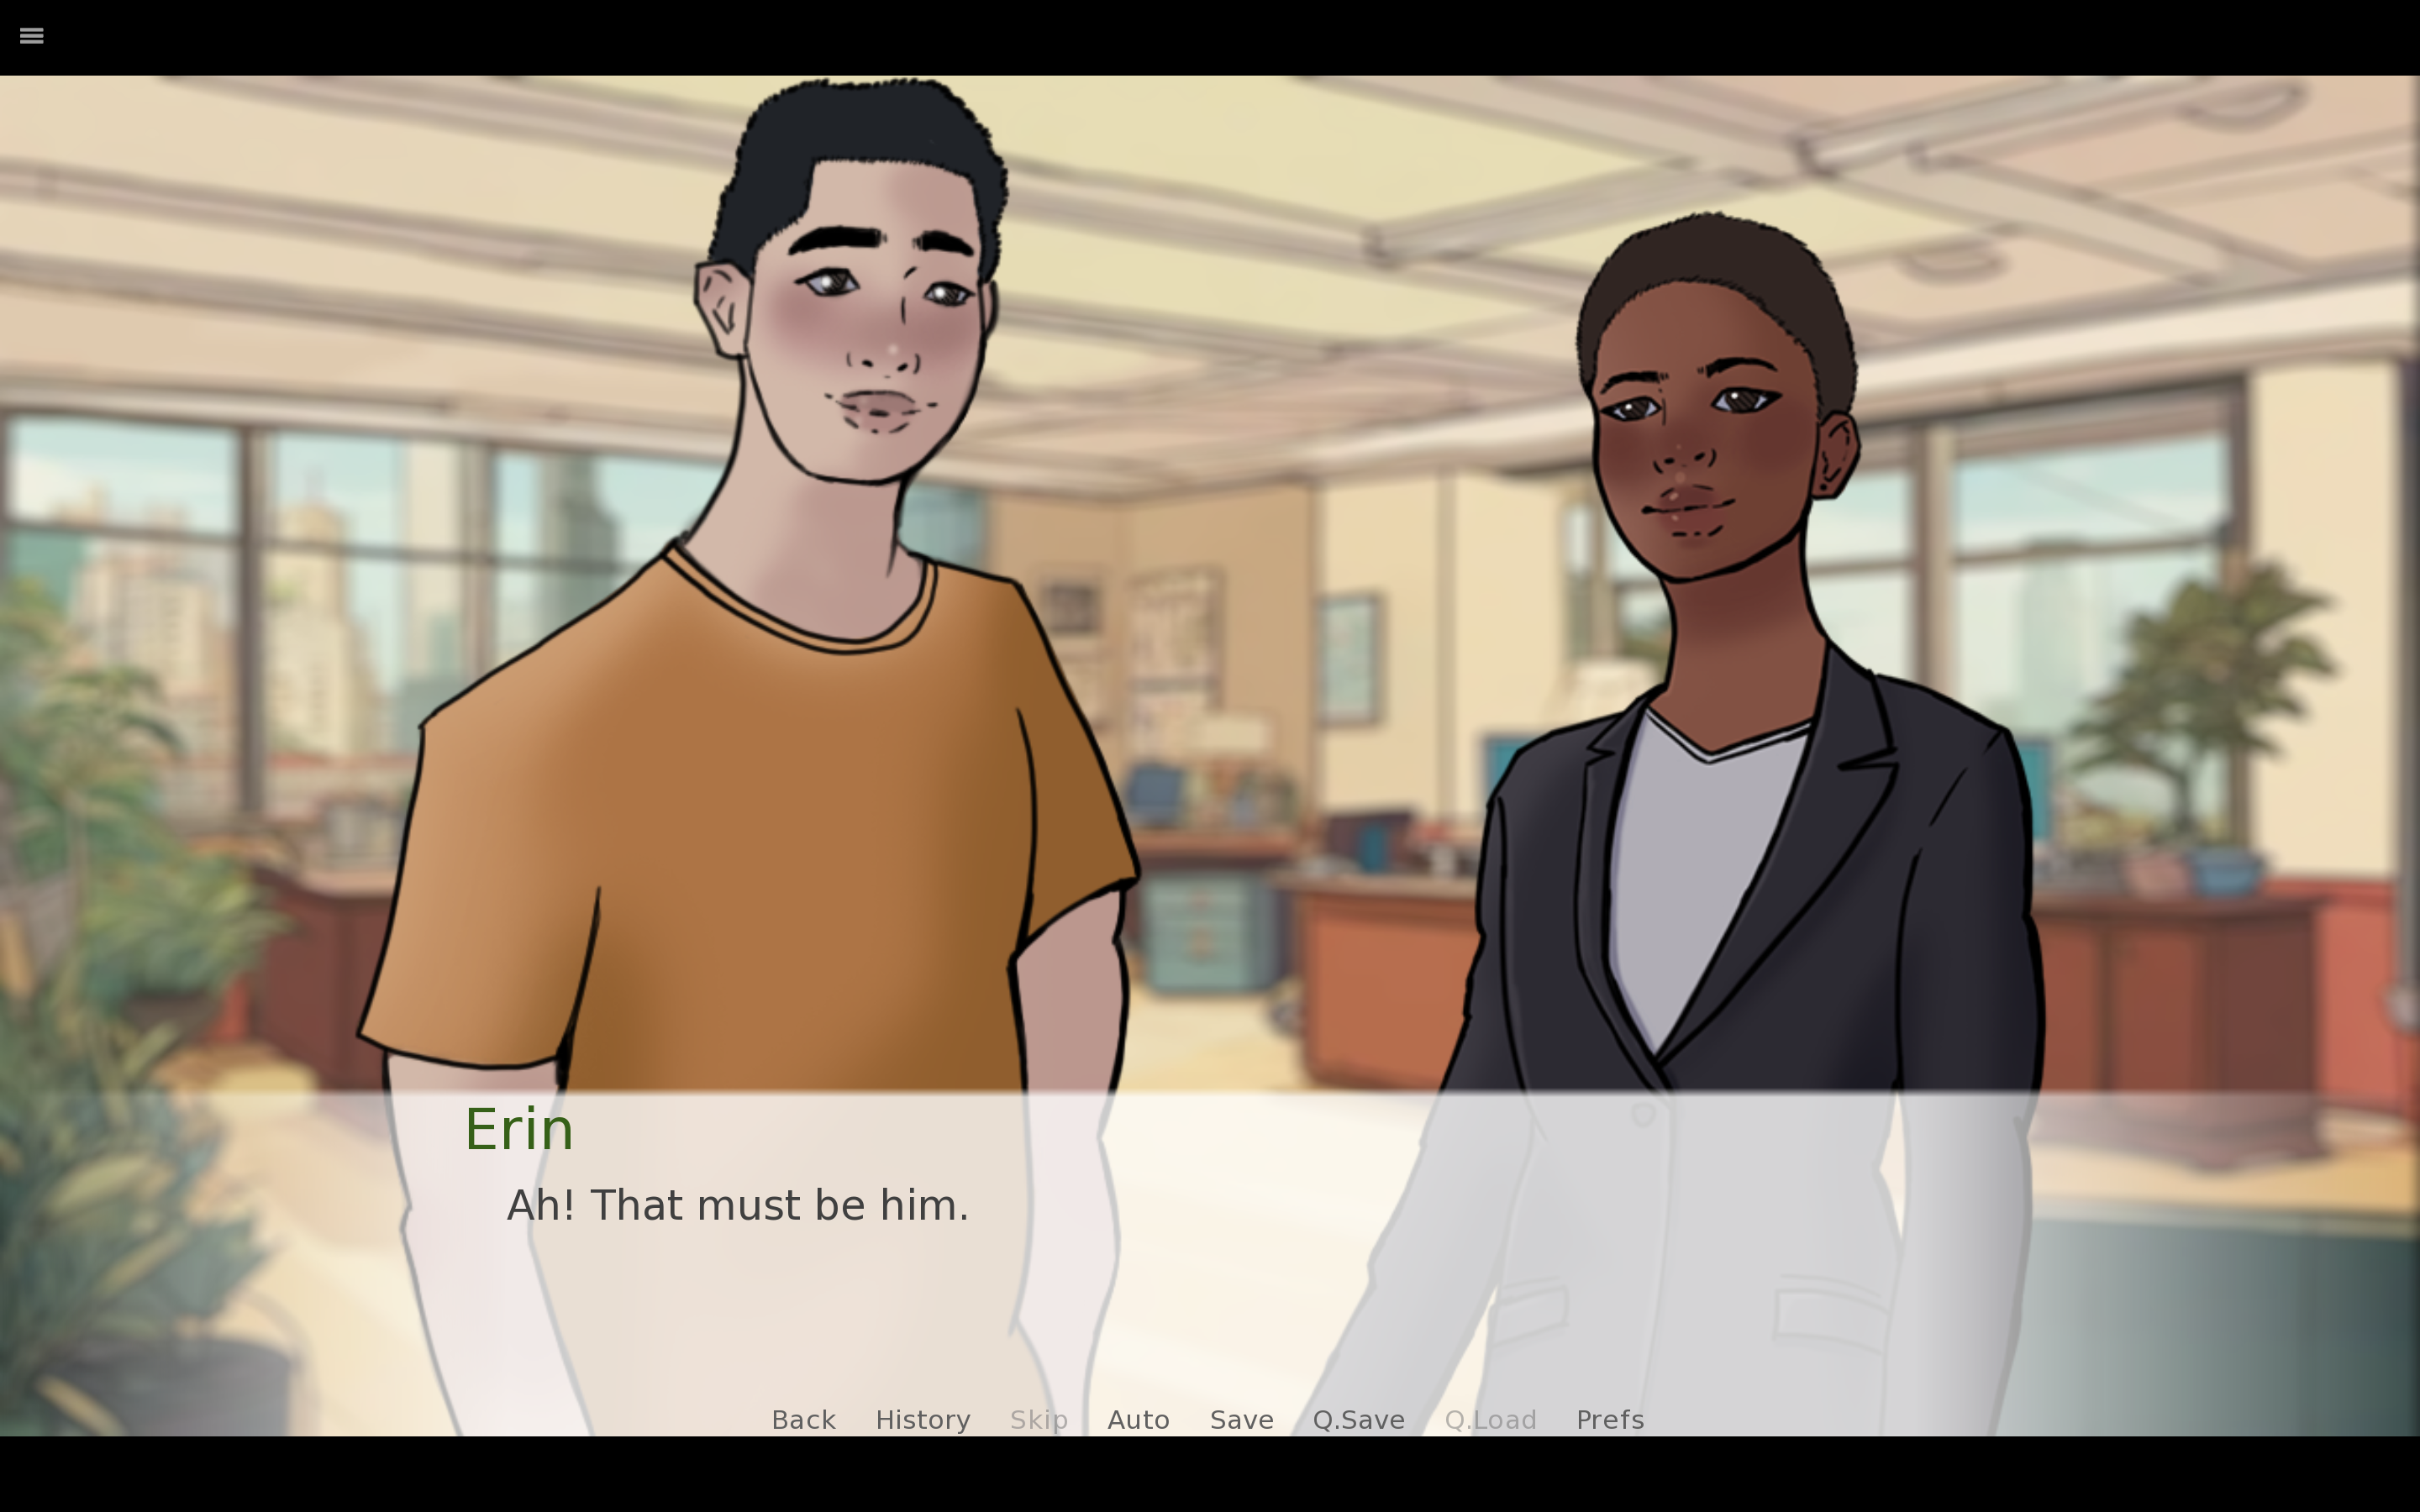 Erin
Ah! That must be him.
Back History Skip Auto Save Q.Save Q.Load Prefs